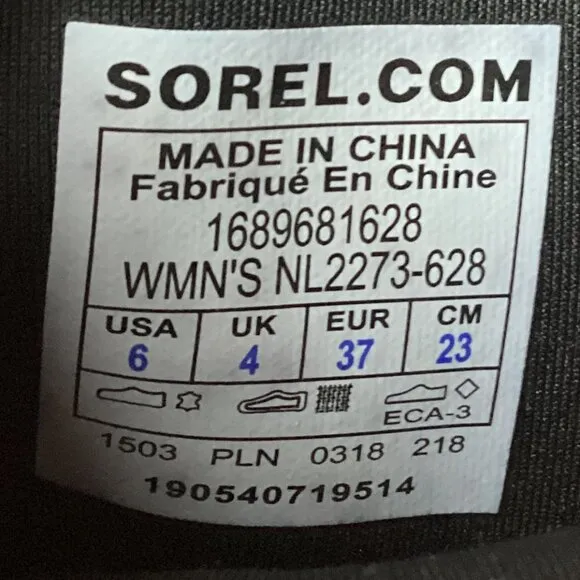 SOREL.COM
MADE IN CHINA
Fabriqué En Chine
1689681628
WMN'S NL2273-628
USA UK EUR CM
6 4 37 23
ECA-3
1503 PLN 0318 218
190540719514